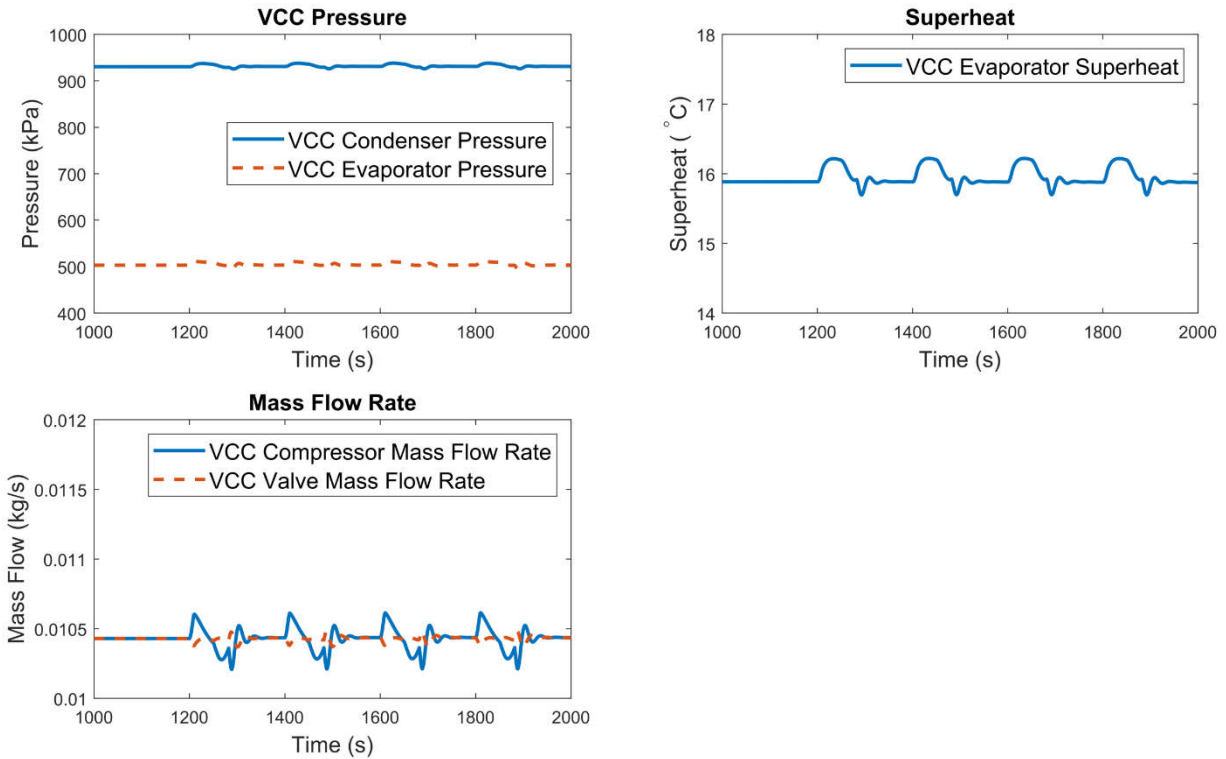 VCC Pressure
1000
900
800
700
600
500
400
Pressure (kPa)
VCC Condenser Pressure
VCC Evaporator Pressure
1000 1200 1400 1600 1800 2000
Time (s)
Superheat
18
17
16
15
14
Superheat ( °C)
VCC Evaporator Superheat
1000 1200 1400 1600 1800 2000
Time (s)
Mass Flow Rate
0.012
0.0115
0.011
0.0105
0.01
Mass Flow (kg/s)
VCC Compressor Mass Flow Rate
VCC Valve Mass Flow Rate
1000 1200 1400 1600 1800 2000
Time (s)